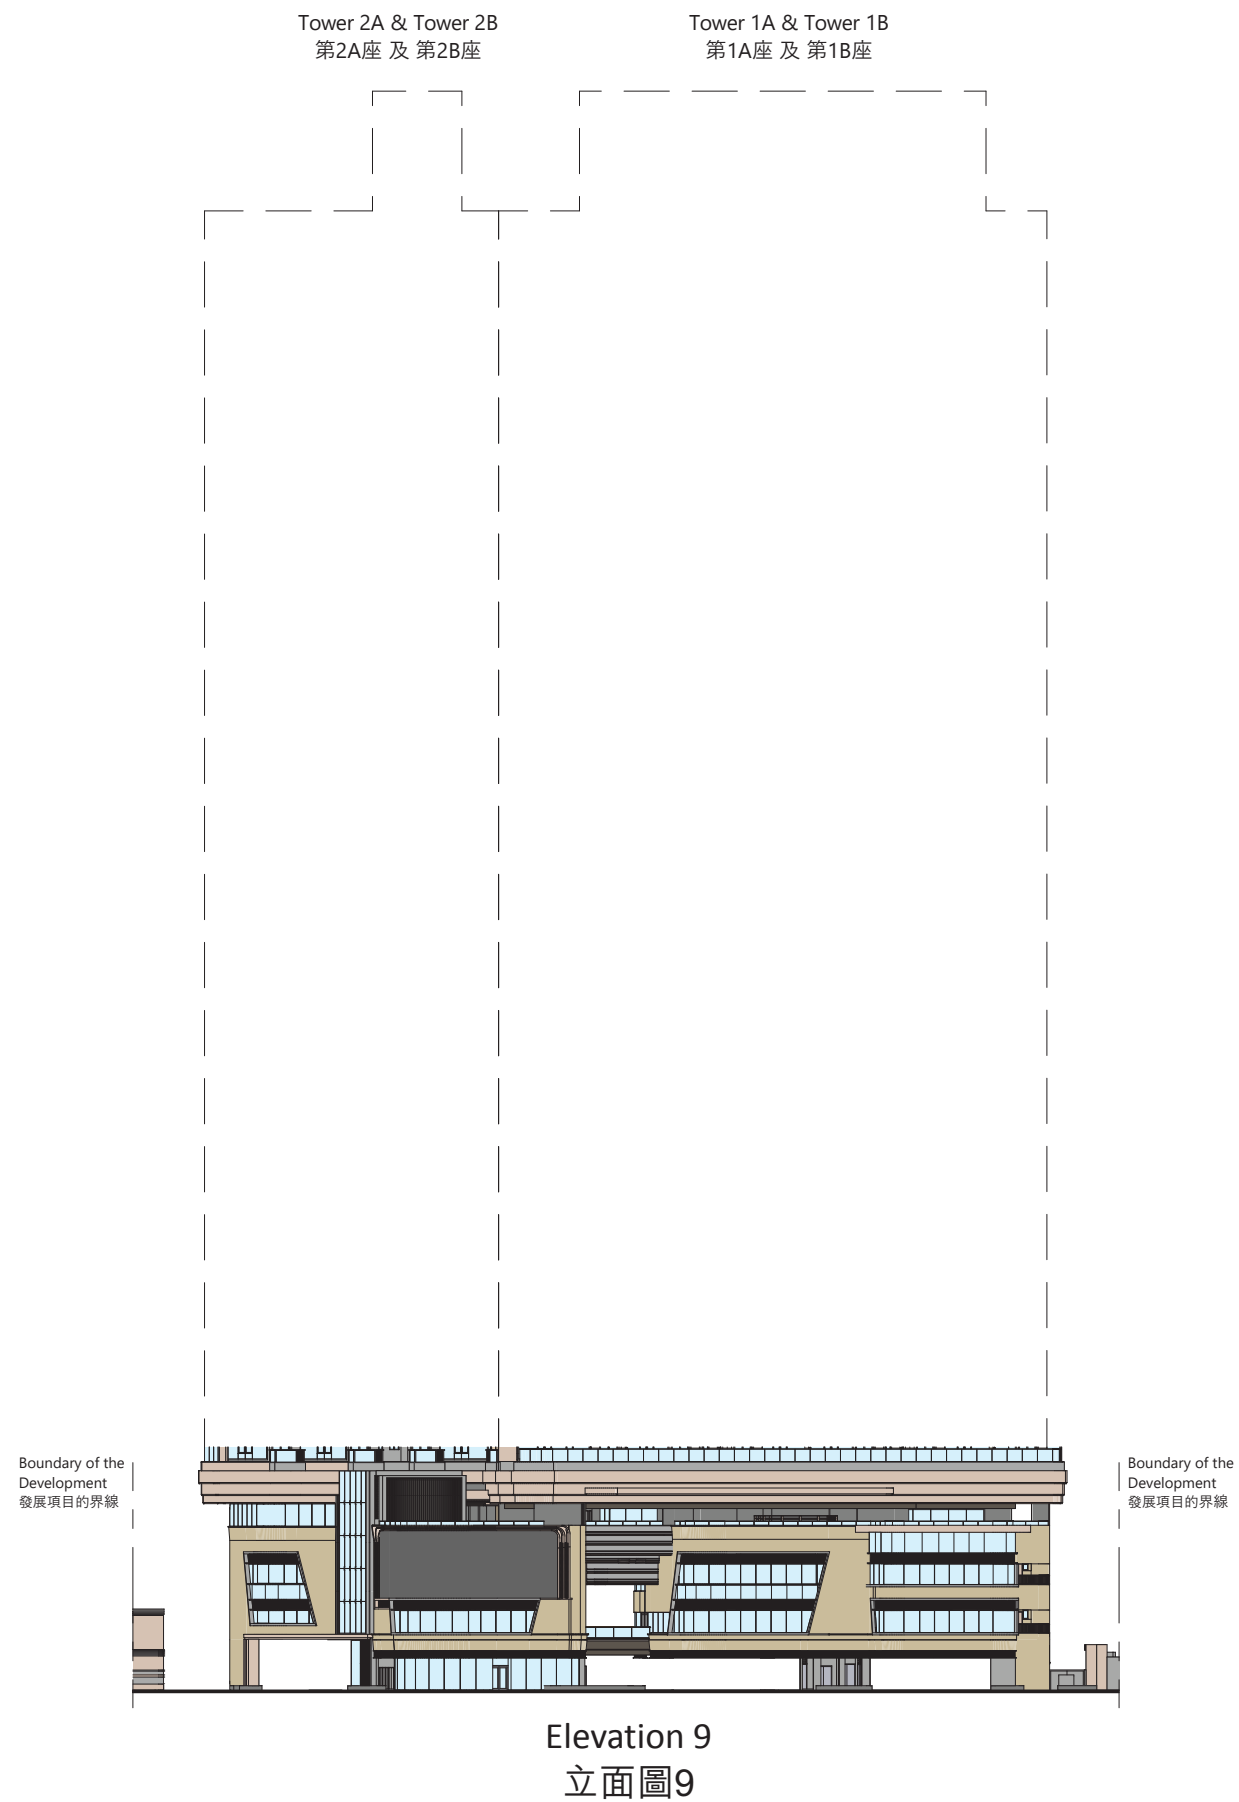 Tower 2A & Tower 2B
第2A座 及 第2B座
Tower 1A & Tower 1B
第1A座 及 第1B座
Boundary of the
Development
發展項目的界線
Boundary of the
Development
發展項目的界線
Elevation 9
立面圖9